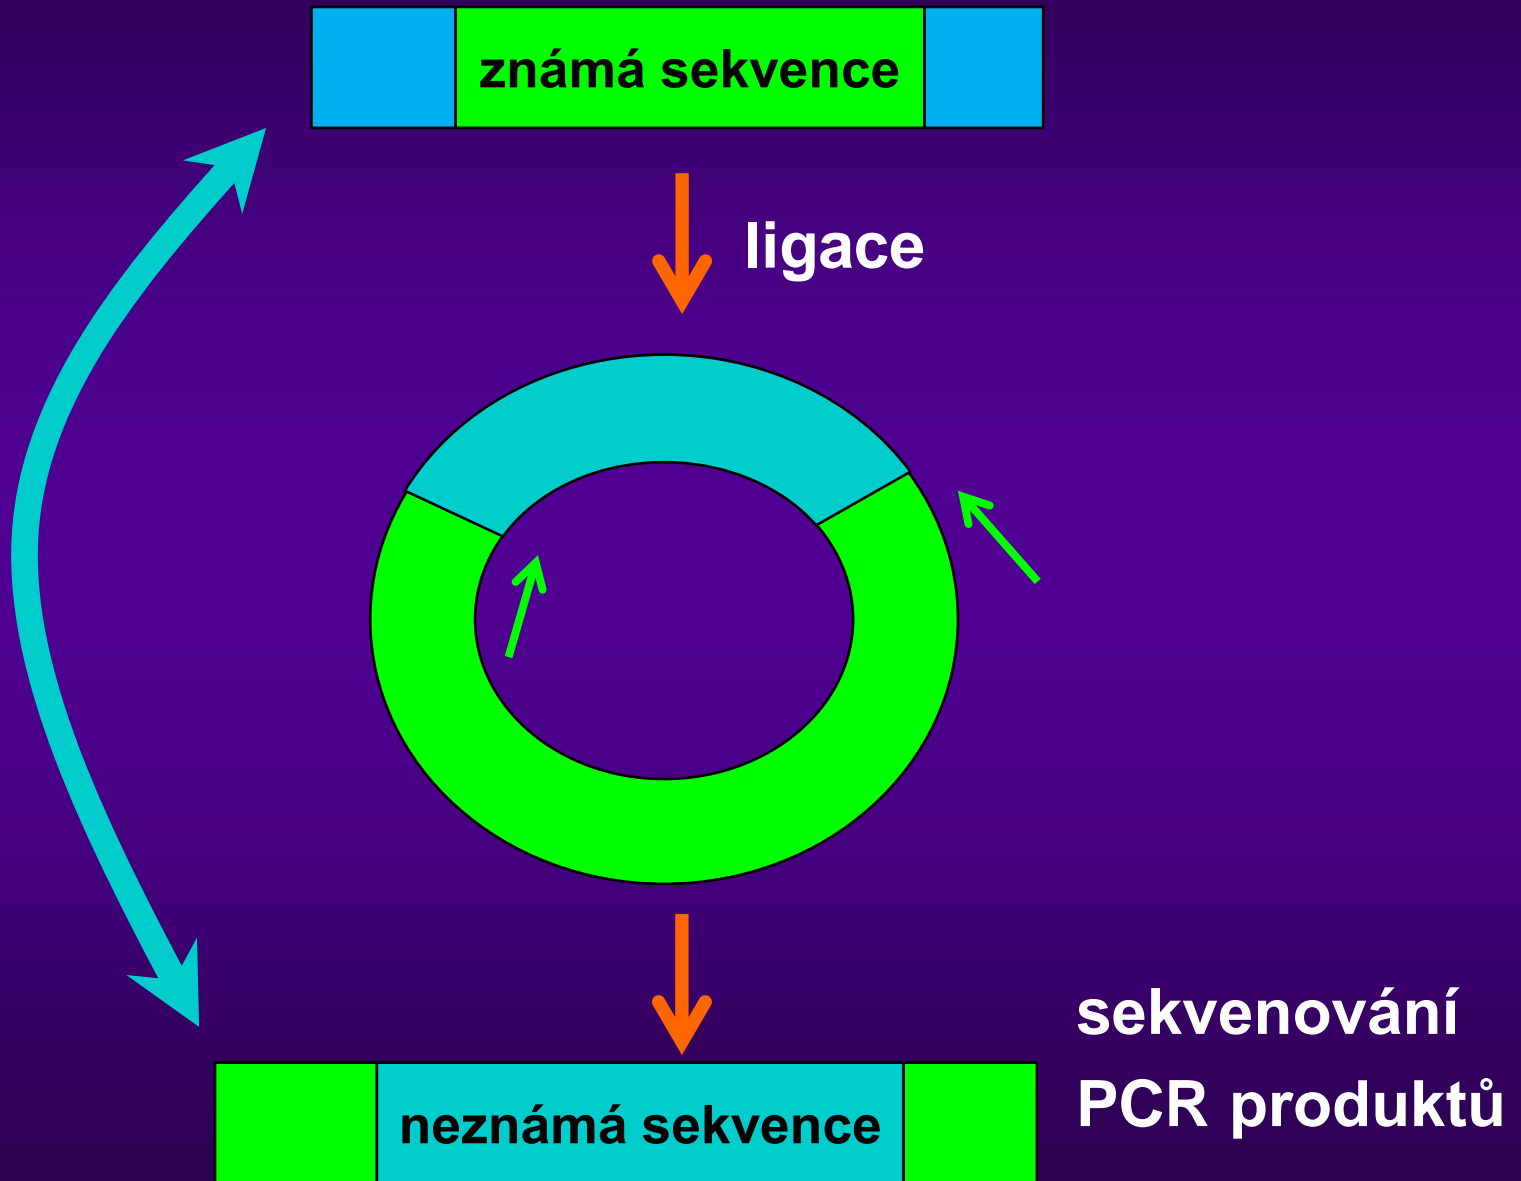 známá sekvence
ligace
sekvenování
PCR produktů
neznámá sekvence